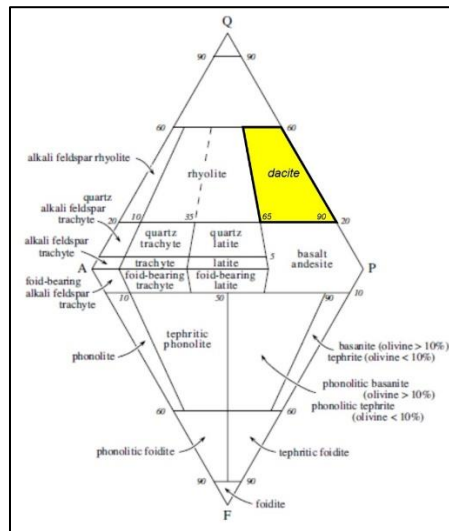 Q
90
90
60
60
alkali feldspar rhyolite
rhyolite
dacite
quartz
alkali feldspar
trachyte
20
10
35
65
90
20
quartz
trachyte
quartz
latite
alkali feldspar
trachyte
trachyte
latite
5
basalt
andesite
A
P
foid-bearing
alkali feldspar
trachyte
foid-bearing
trachyte
foid-bearing
latite
10
50
90
10
tephritic
phonolite
phonolite
basanite (olivine > 10%)
tephrite (olivine < 10%)
phonolitic basanite
(olivine > 10%)
phonolitic tephrite
(olivine < 10%)
60
60
phonolitic foidite
tephritic foidite
90
90
foidite
F